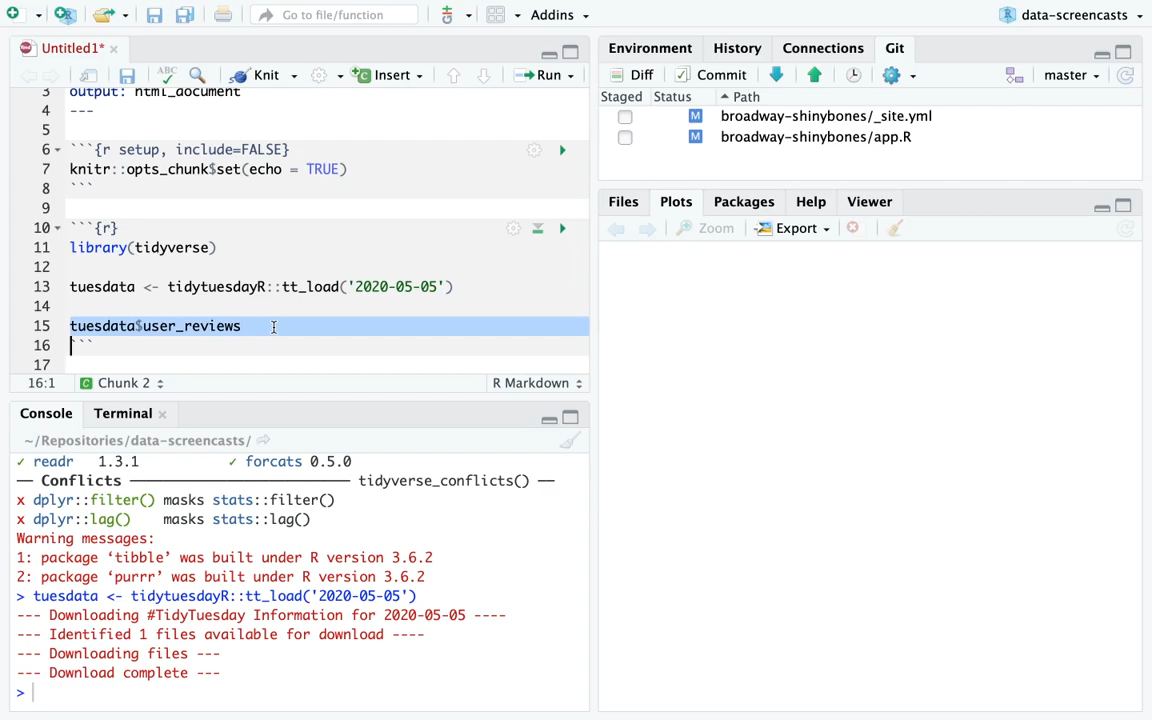 Go to file/function
Addins
data-screencasts
Untitled1*
ABC
Knit
Insert
Run
3 output: html_document
4 ---
5
6 ```{r setup, include=FALSE}
7 knitr::opts_chunk$set(echo = TRUE)
8 ```
9
10 ```{r}
11 library(tidyverse)
12
13 tuesdata <- tidytuesdayR::tt_load('2020-05-05')
14
15 tuesdata$user_reviews
16 ```
17
16:1 C Chunk 2 R Markdown
Console Terminal
~/Repositories/data-screencasts/
✓ readr 1.3.1 ✓ forcats 0.5.0
── Conflicts ────────────────────────── tidyverse_conflicts() ──
x dplyr::filter() masks stats::filter()
x dplyr::lag() masks stats::lag()
Warning messages:
1: package ‘tibble’ was built under R version 3.6.2
2: package ‘purrr’ was built under R version 3.6.2
> tuesdata <- tidytuesdayR::tt_load('2020-05-05')
--- Downloading #TidyTuesday Information for 2020-05-05 ----
--- Identified 1 files available for download ----
--- Downloading files ---
--- Download complete ---
>
Environment History Connections Git
Diff Commit master
Staged Status Path
M broadway-shinybones/_site.yml
M broadway-shinybones/app.R
Files Plots Packages Help Viewer
Zoom Export